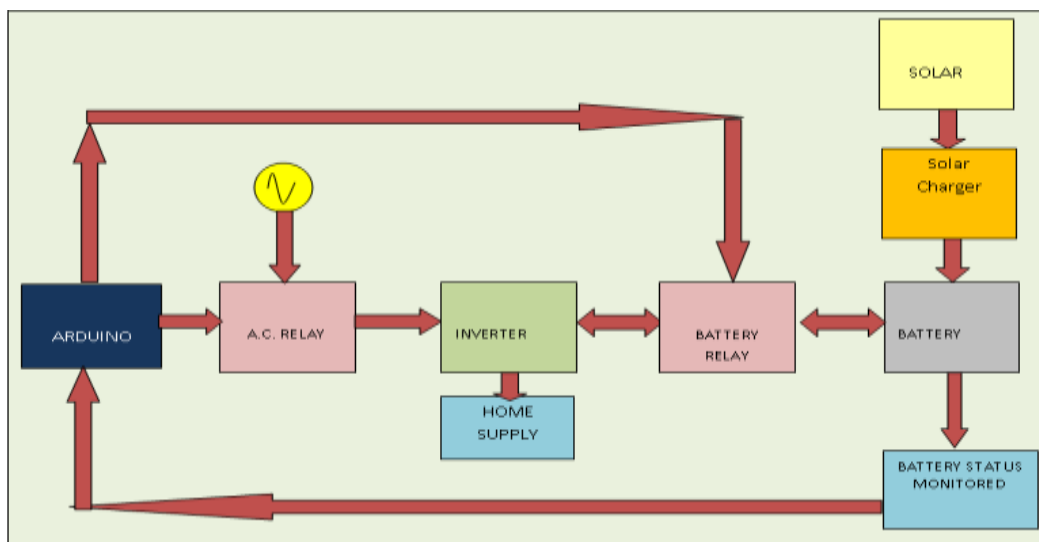 SOLAR
Solar
Charger
ARDUINO
A.C. RELAY
INVERTER
BATTERY
RELAY
BATTERY
HOME
SUPPLY
BATTERY STATUS
MONITORED